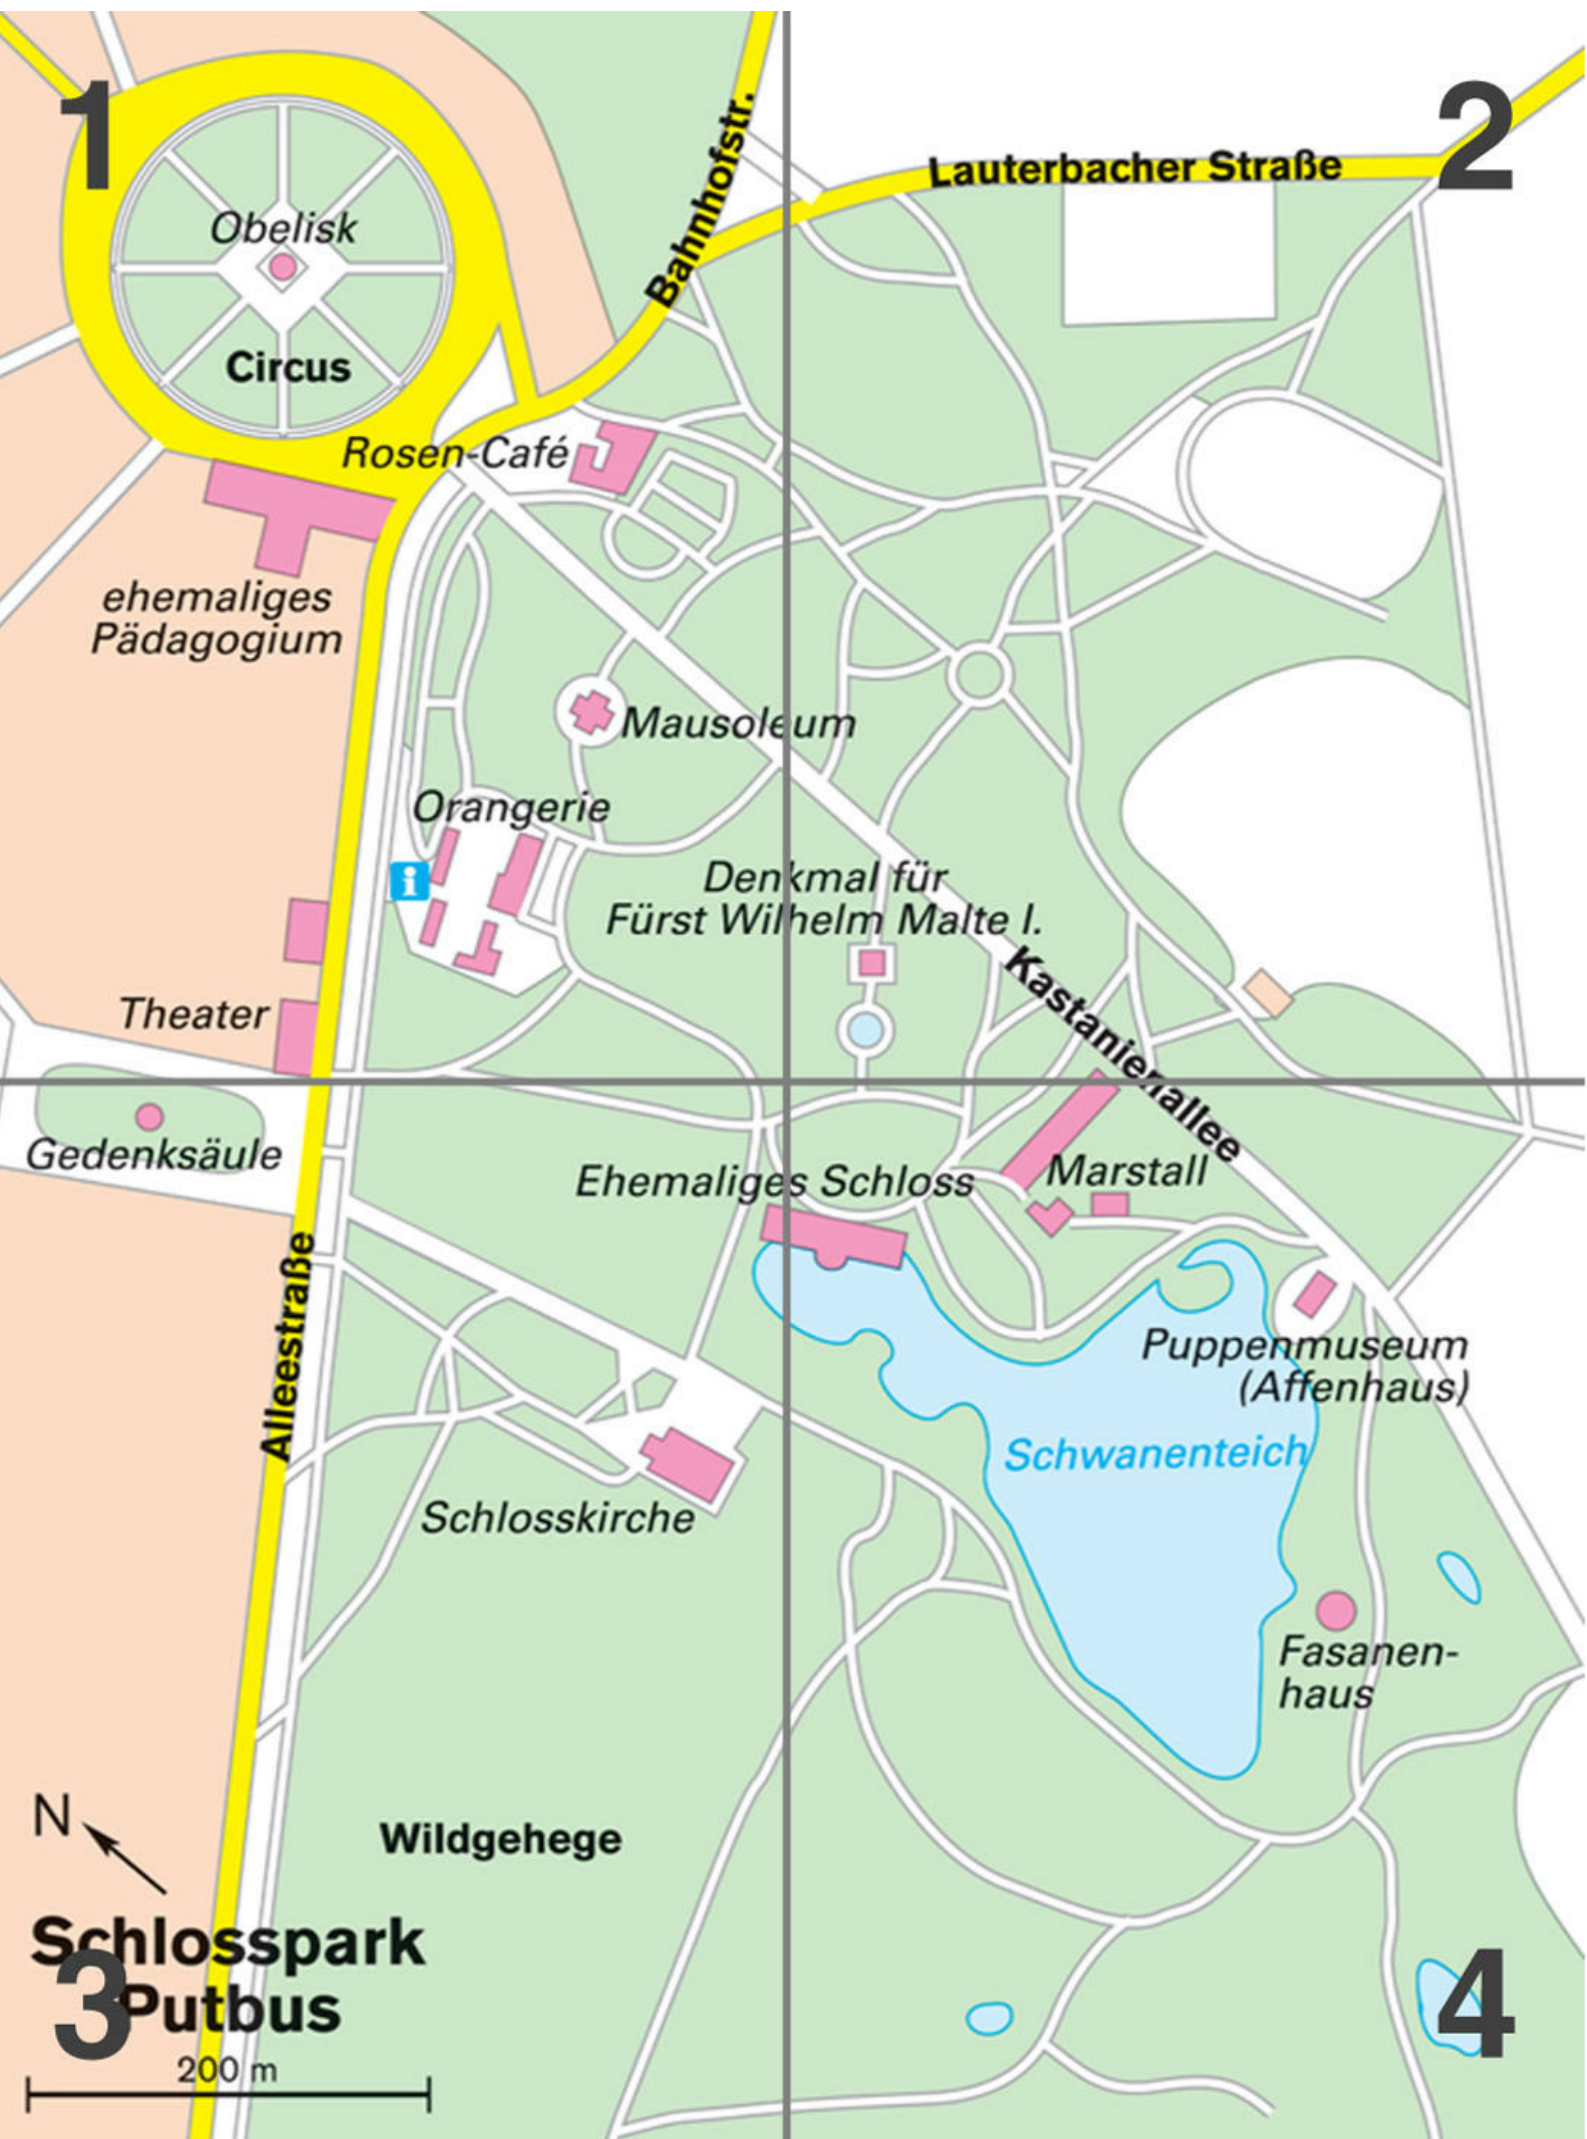 1
2
Bahnhofstr.
Lauterbacher Straße
Obelisk
Circus
Rosen-Café
ehemaliges
Pädagogium
Mausoleum
Orangerie
i
Denkmal für
Fürst Wilhelm Malte I.
Kastanienallee
Theater
Gedenksäule
Ehemaliges Schloss
Marstall
Alleestraße
Puppenmuseum
(Affenhaus)
Schwanenteich
Schlosskirche
Fasanen-
haus
N
Wildgehege
Schlosspark
Putbus
3
4
200 m